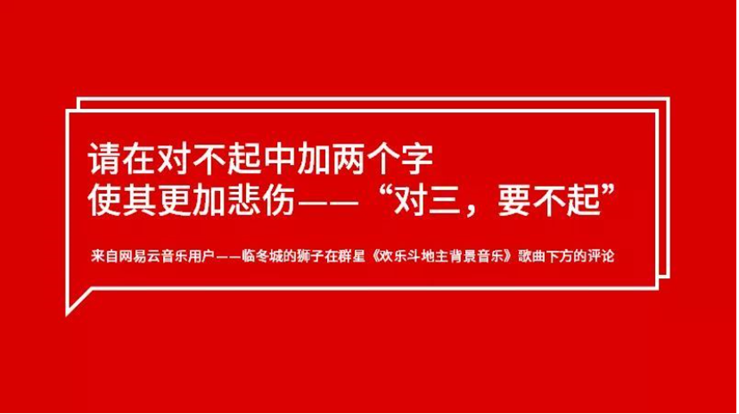 请在对不起中加两个字
使其更加悲伤——“对三，要不起”
来自网易云音乐用户——临冬城的狮子在群星《欢乐斗地主背景音乐》歌曲下方的评论